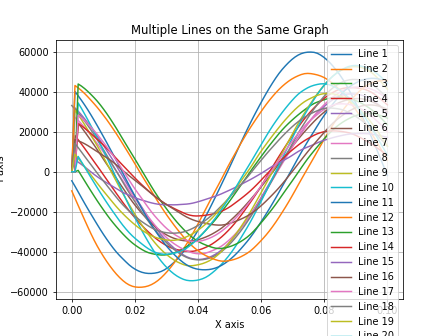 Multiple Lines on the Same Graph
60000
40000
20000
0
−20000
−40000
−60000
0.00
0.02
0.04
0.06
0.08
X axis
Line 1
Line 2
Line 3
Line 4
Line 5
Line 6
Line 7
Line 8
Line 9
Line 10
Line 11
Line 12
Line 13
Line 14
Line 15
Line 16
Line 17
Line 18
Line 19
Line 20